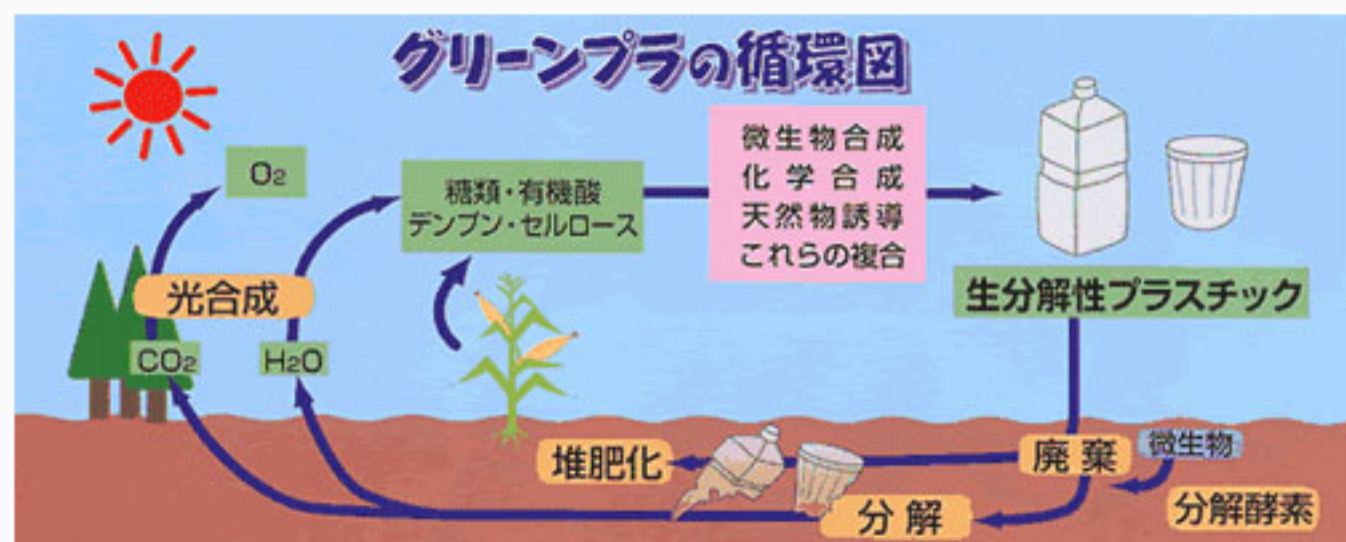 グリーンプラの循環図
O₂
糖類・有機酸
デンプン・セルロース
微生物合成
化学合成
天然物誘導
これらの複合
光合成
生分解性プラスチック
CO₂
H₂O
堆肥化
廃棄
微生物
分解
分解酵素